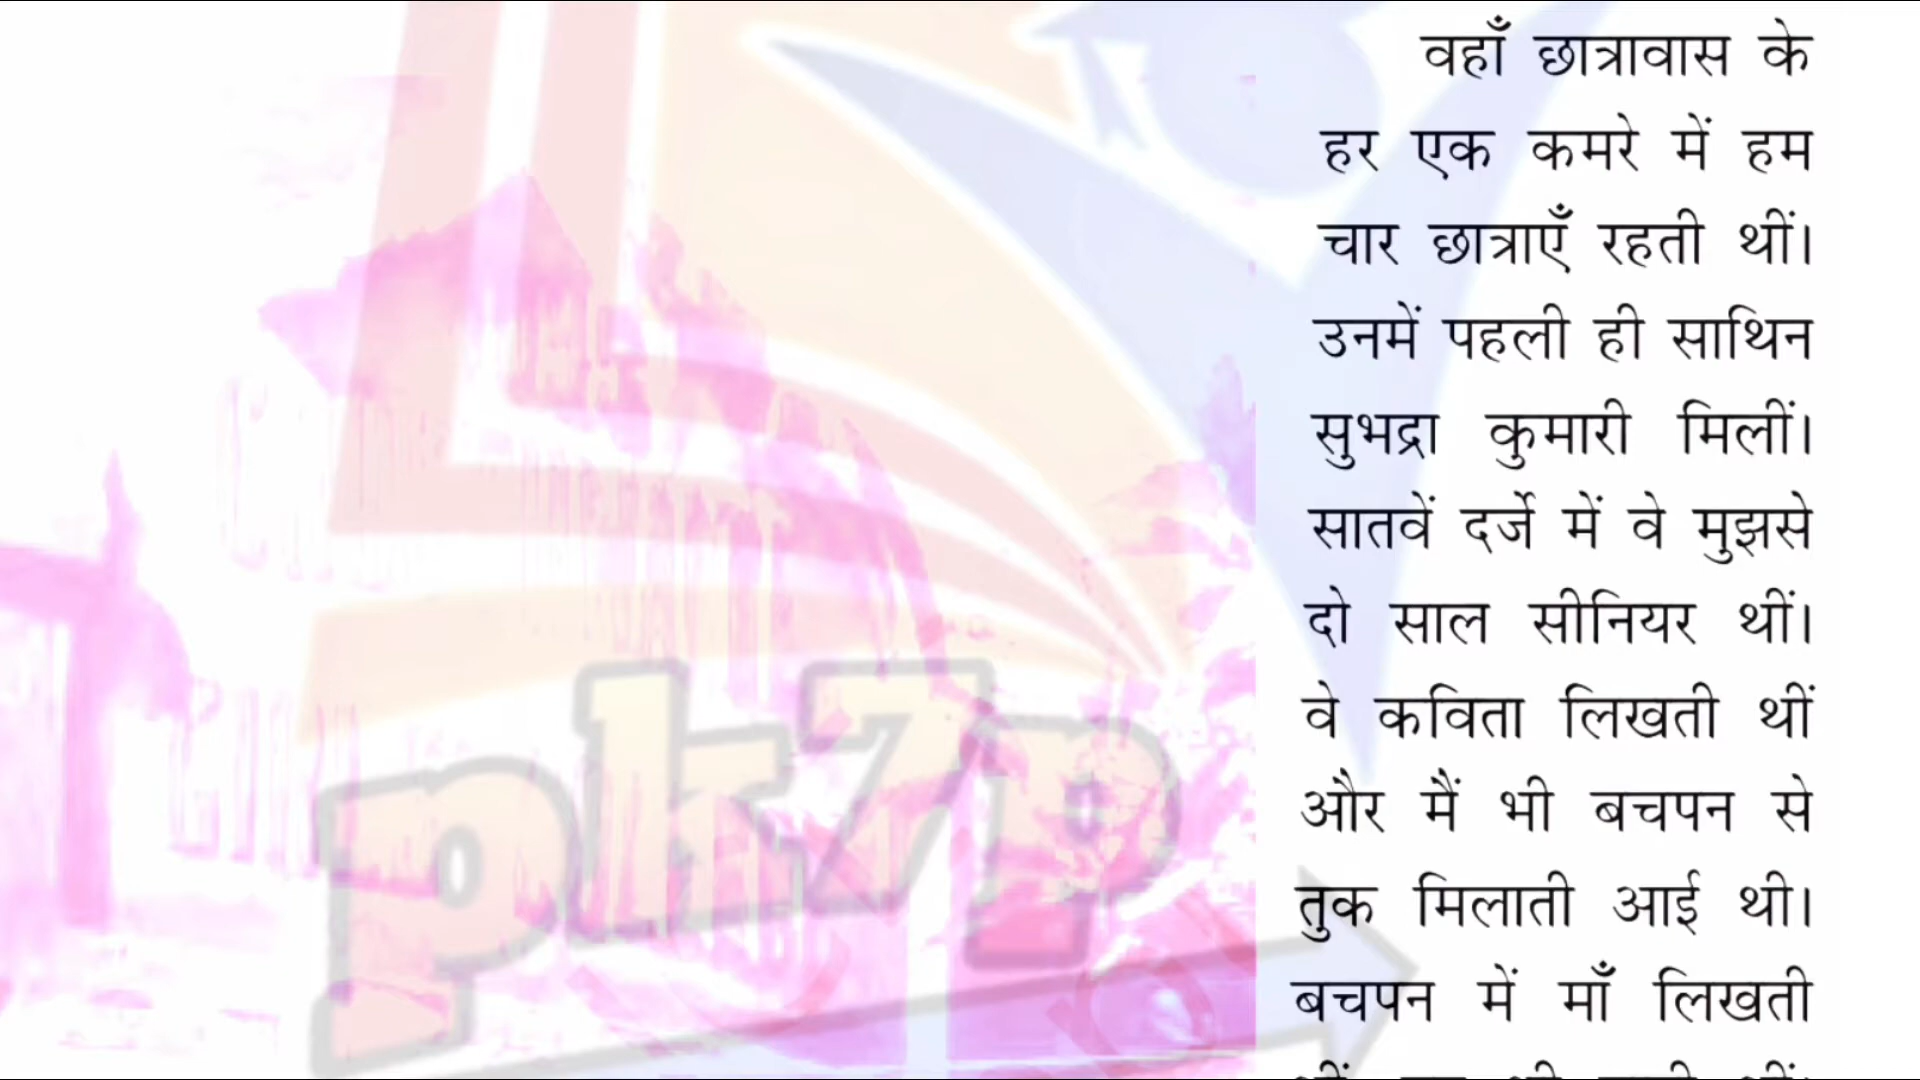 वहाँ छात्रावास के
हर एक कमरे में हम
चार छात्राएँ रहती थीं।
उनमें पहली ही साथिन
सुभद्रा कुमारी मिलीं।
सातवें दर्जे में वे मुझसे
दो साल सीनियर थीं।
वे कविता लिखती थीं
और मैं भी बचपन से
तुक मिलाती आई थी।
बचपन में माँ लिखती
pk7p